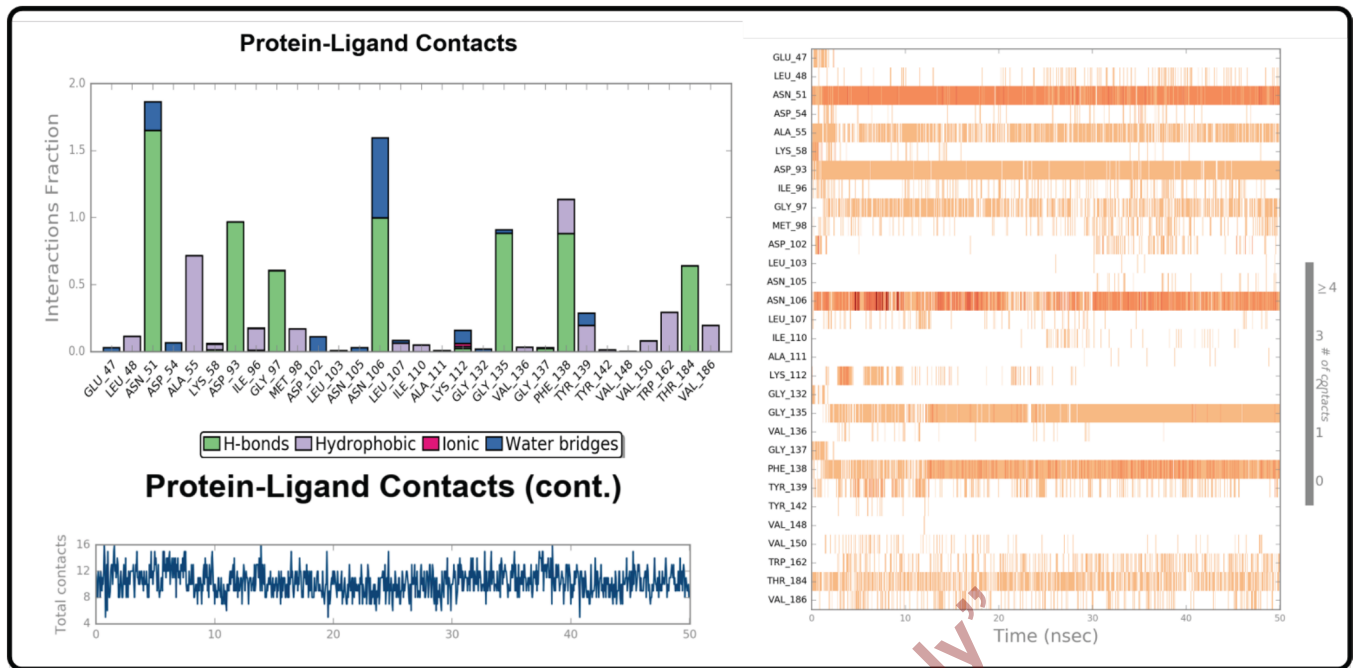 Protein-Ligand Contacts
Interactions Fraction
2.0
1.5
1.0
0.5
0.0
GLU_47
LEU_48
ASN_51
ASP_54
ALA_55
LYS_58
ASP_93
ILE_96
GLY_97
MET_98
ASP_102
LEU_103
ASN_105
ASN_106
LEU_107
ILE_110
ALA_111
LYS_112
GLY_132
GLY_135
VAL_136
GLY_137
PHE_138
TYR_139
TYR_142
VAL_148
VAL_150
TRP_162
THR_184
VAL_186
H-bonds Hydrophobic Ionic Water bridges
Protein-Ligand Contacts (cont.)
Total contacts
16
12
8
4
0 10 20 30 40 50
GLU_47
LEU_48
ASN_51
ASP_54
ALA_55
LYS_58
ASP_93
ILE_96
GLY_97
MET_98
ASP_102
LEU_103
ASN_105
ASN_106
LEU_107
ILE_110
ALA_111
LYS_112
GLY_132
GLY_135
VAL_136
GLY_137
PHE_138
TYR_139
TYR_142
VAL_148
VAL_150
TRP_162
THR_184
VAL_186
0 10 20 30 40 50
Time (nsec)
≥4
3
2
1
0
# of contacts
ly”